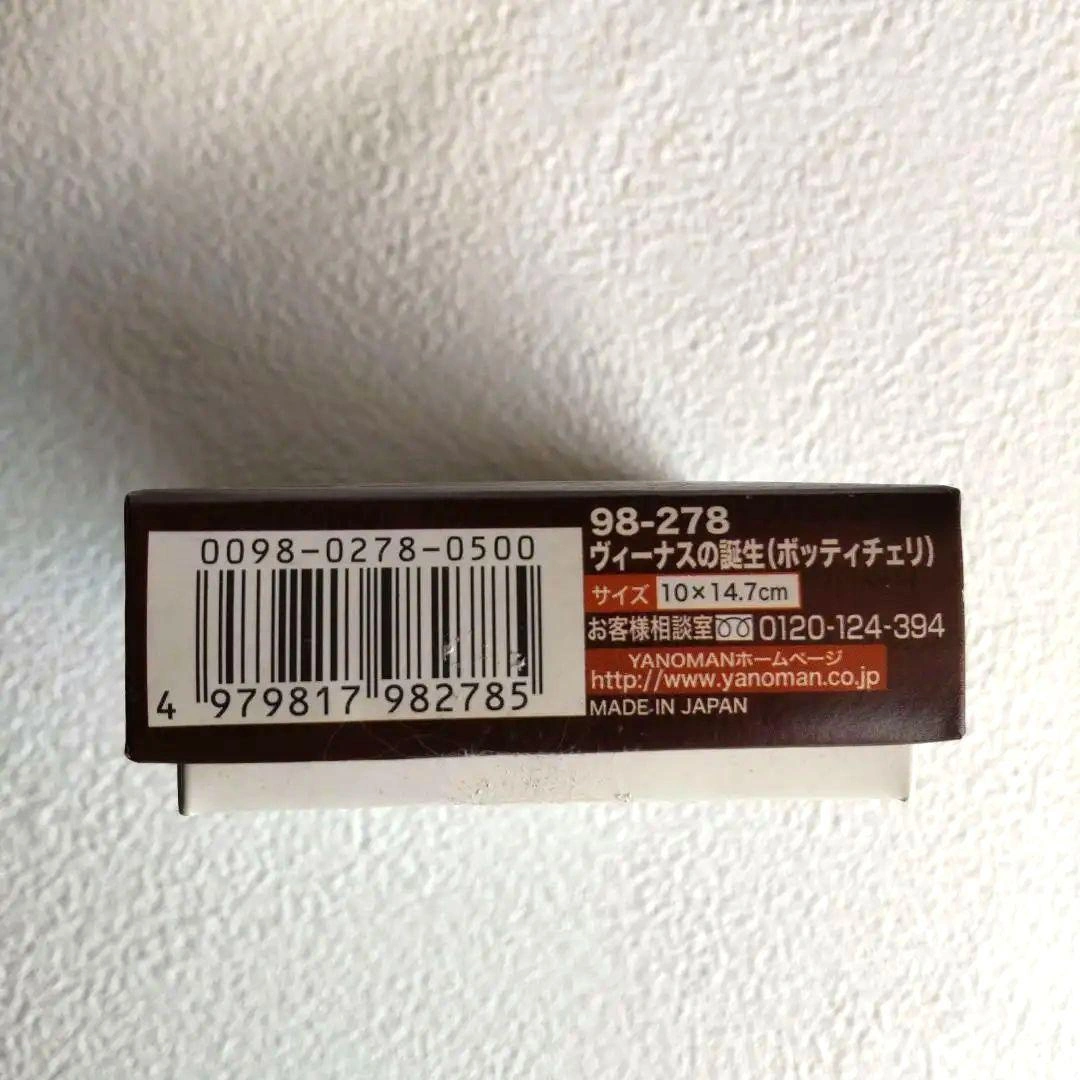 0098-0278-0500
4 979817 982785
98-278
ヴィーナスの誕生(ボッティチェリ)
サイズ 10×14.7cm
お客様相談室 0120-124-394
YANOMANホームページ
http://www.yanoman.co.jp
MADE-IN JAPAN